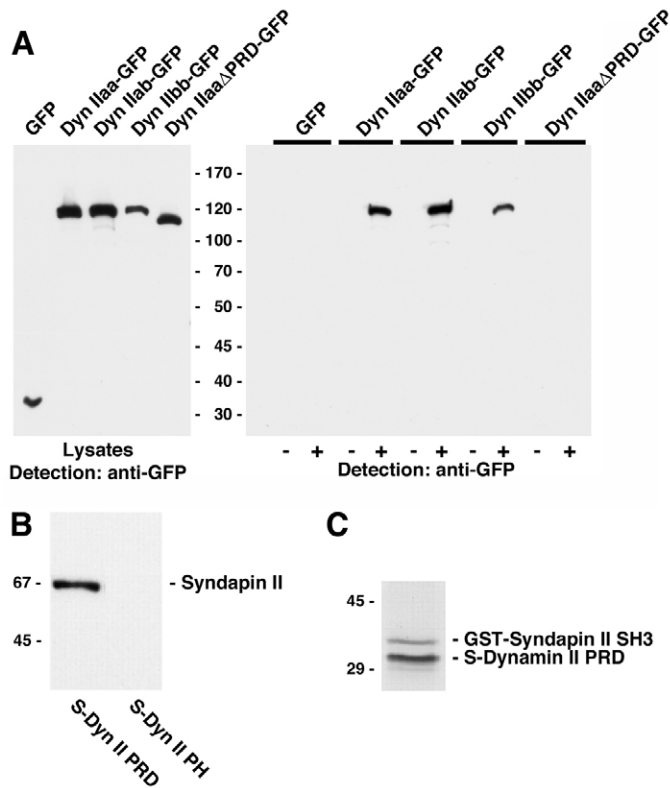 A
GFP
Dyn IIaa-GFP
Dyn IIab-GFP
Dyn IIbb-GFP
Dyn IIaaΔPRD-GFP
GFP
Dyn IIaa-GFP
Dyn IIab-GFP
Dyn IIbb-GFP
Dyn IIaaΔPRD-GFP
- 170 -
- 120 -
- 100 -
- 70 -
- 50 -
- 45 -
- 40 -
- 30 -
Lysates
Detection: anti-GFP
- + - + - + - + - +
Detection: anti-GFP
B
67 -
- Syndapin II
45 -
S-Dyn II PRD
S-Dyn II PH
C
45 -
- GST-Syndapin II SH3
- S-Dynamin II PRD
29 -